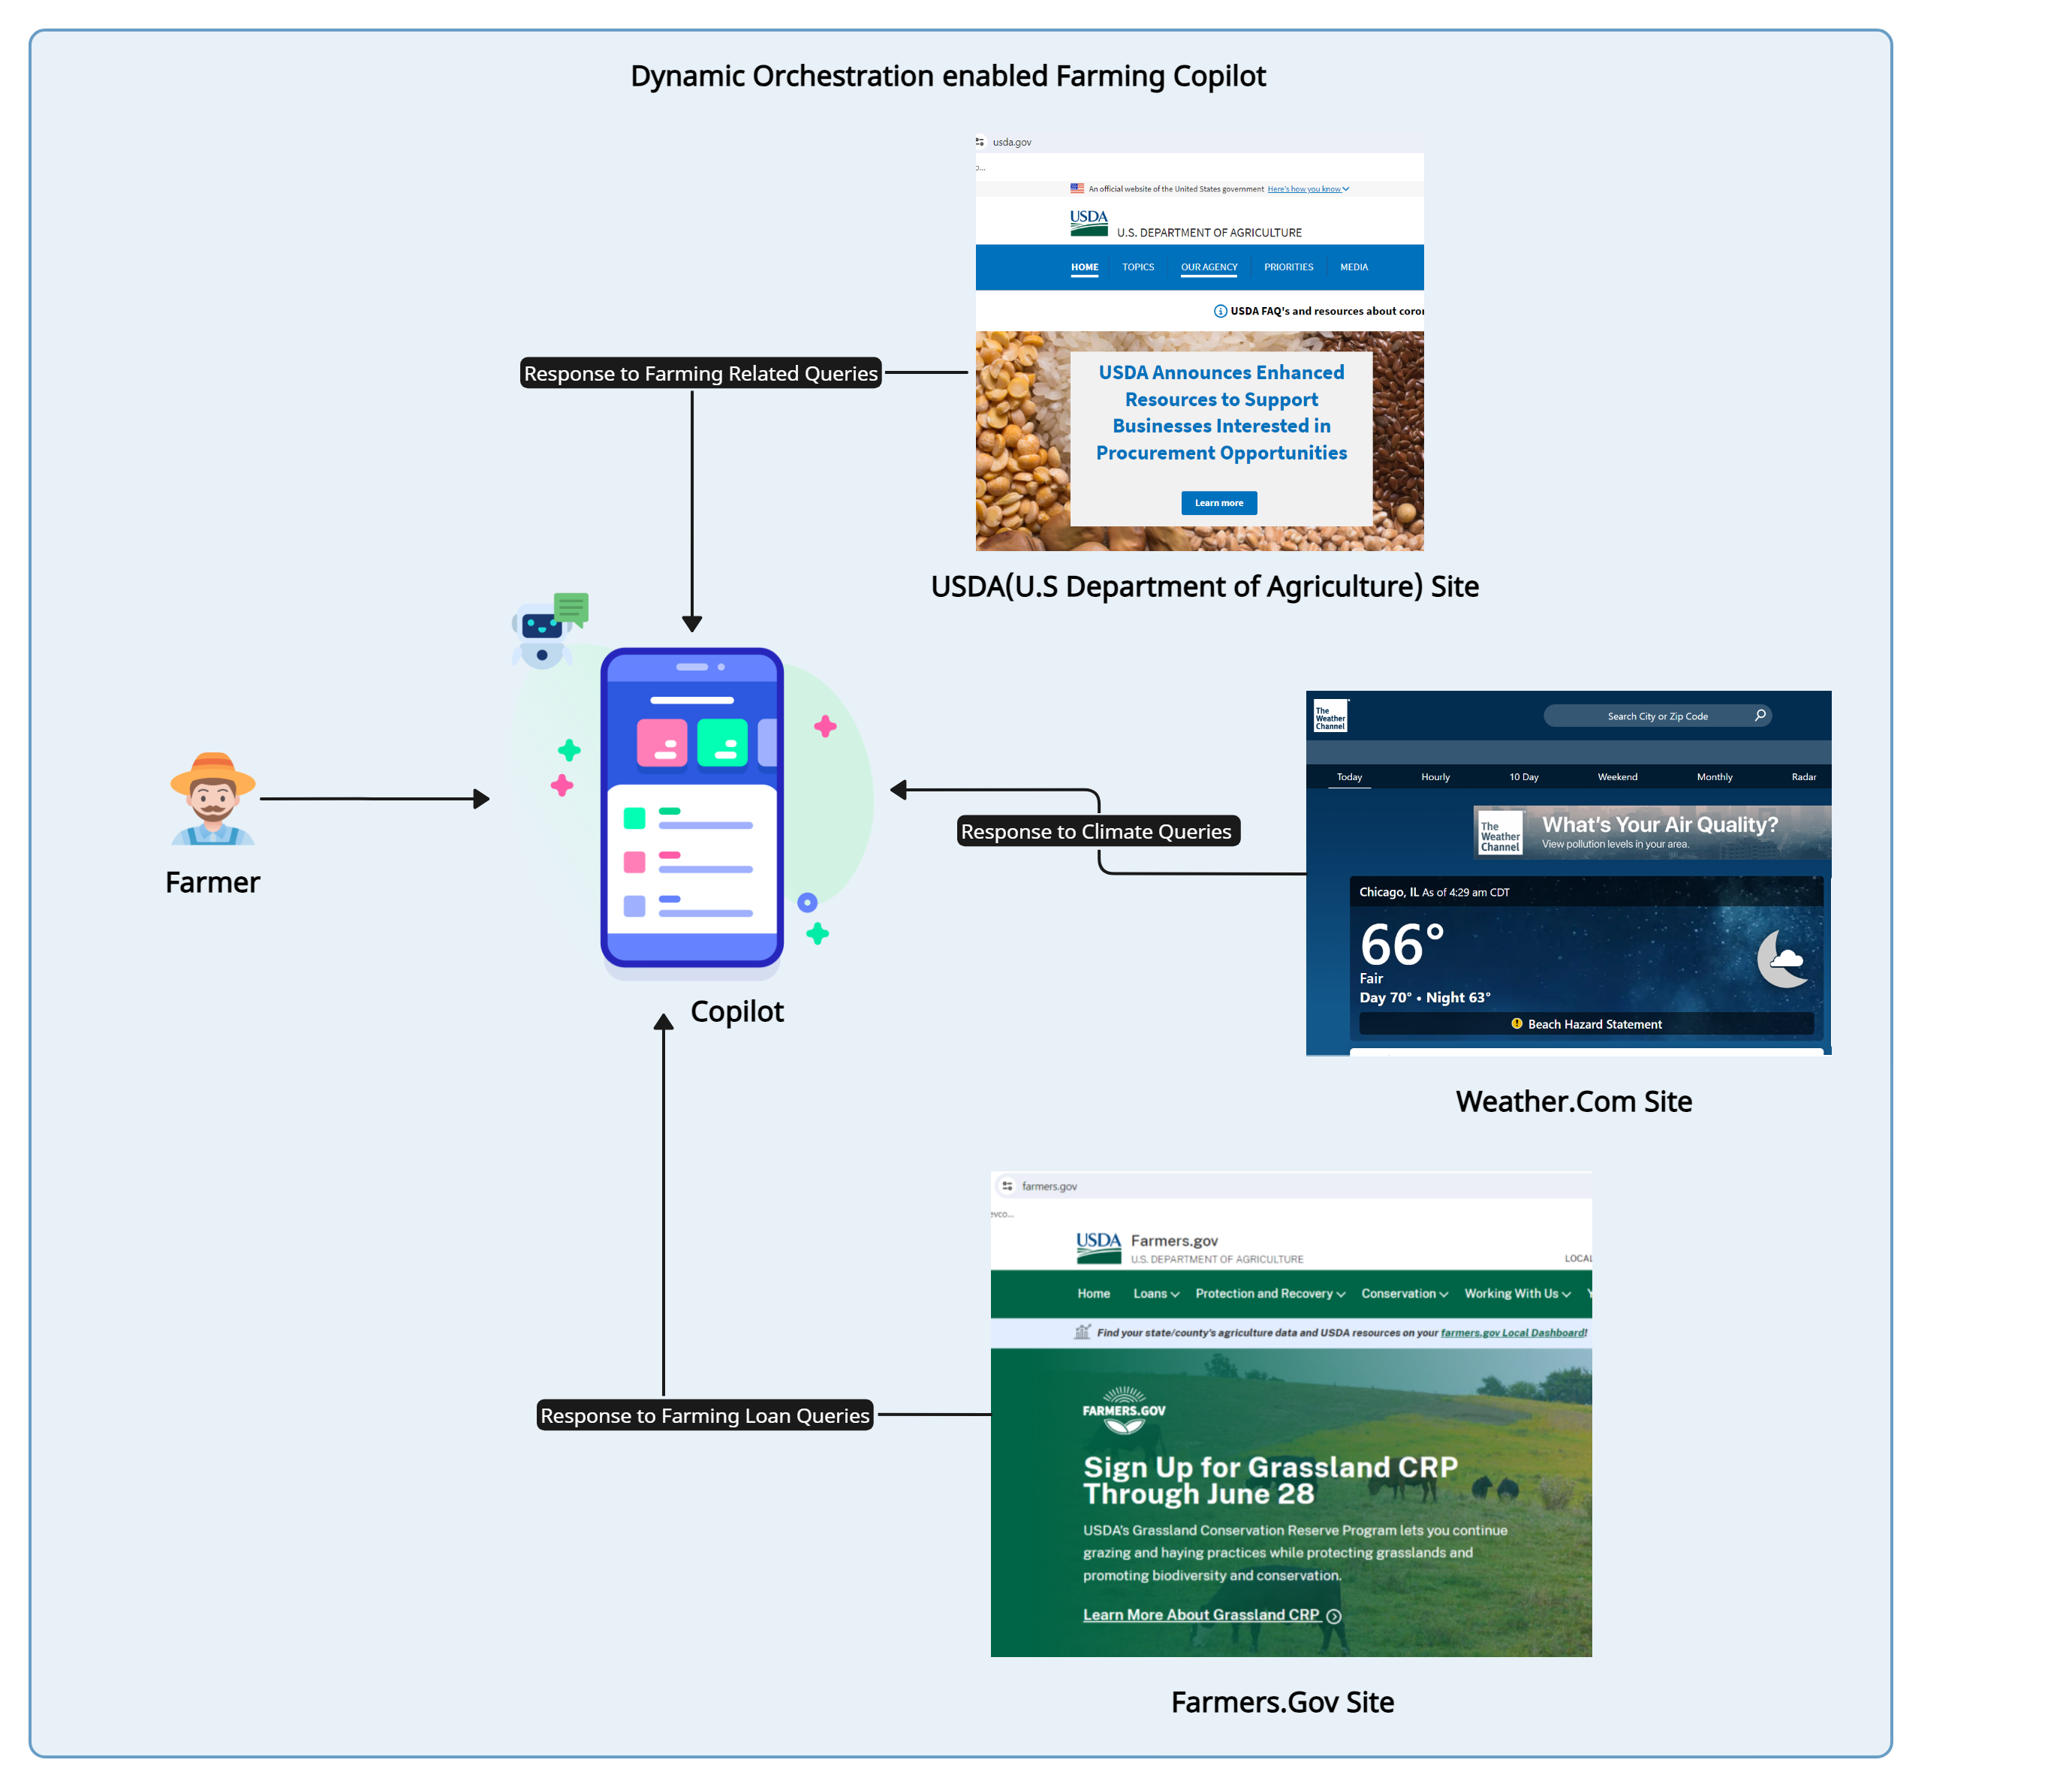 Dynamic Orchestration enabled Farming Copilot
usda.gov
An official website of the United States government Here's how you know
USDA
U.S. DEPARTMENT OF AGRICULTURE
HOME TOPICS OUR AGENCY PRIORITIES MEDIA
USDA FAQ's and resources about coron
Response to Farming Related Queries
USDA Announces Enhanced
Resources to Support
Businesses Interested in
Procurement Opportunities
Learn more
USDA(U.S Department of Agriculture) Site
The
Weather
Channel
Search City or Zip Code
Today Hourly 10 Day Weekend Monthly Radar
The
Weather
Channel
What's Your Air Quality?
View pollution levels in your area.
Response to Climate Queries
Farmer
Chicago, IL As of 4:29 am CDT
66°
Fair
Day 70° • Night 63°
Beach Hazard Statement
Copilot
Weather.Com Site
farmers.gov
evco...
USDA
Farmers.gov
U.S. DEPARTMENT OF AGRICULTURE
LOCAL
Home Loans Protection and Recovery Conservation Working With Us Y
Find your state/county's agriculture data and USDA resources on your farmers.gov Local Dashboard!
FARMERS.GOV
Response to Farming Loan Queries
Sign Up for Grassland CRP
Through June 28
USDA's Grassland Conservation Reserve Program lets you continue
grazing and haying practices while protecting grasslands and
promoting biodiversity and conservation.
Learn More About Grassland CRP
Farmers.Gov Site